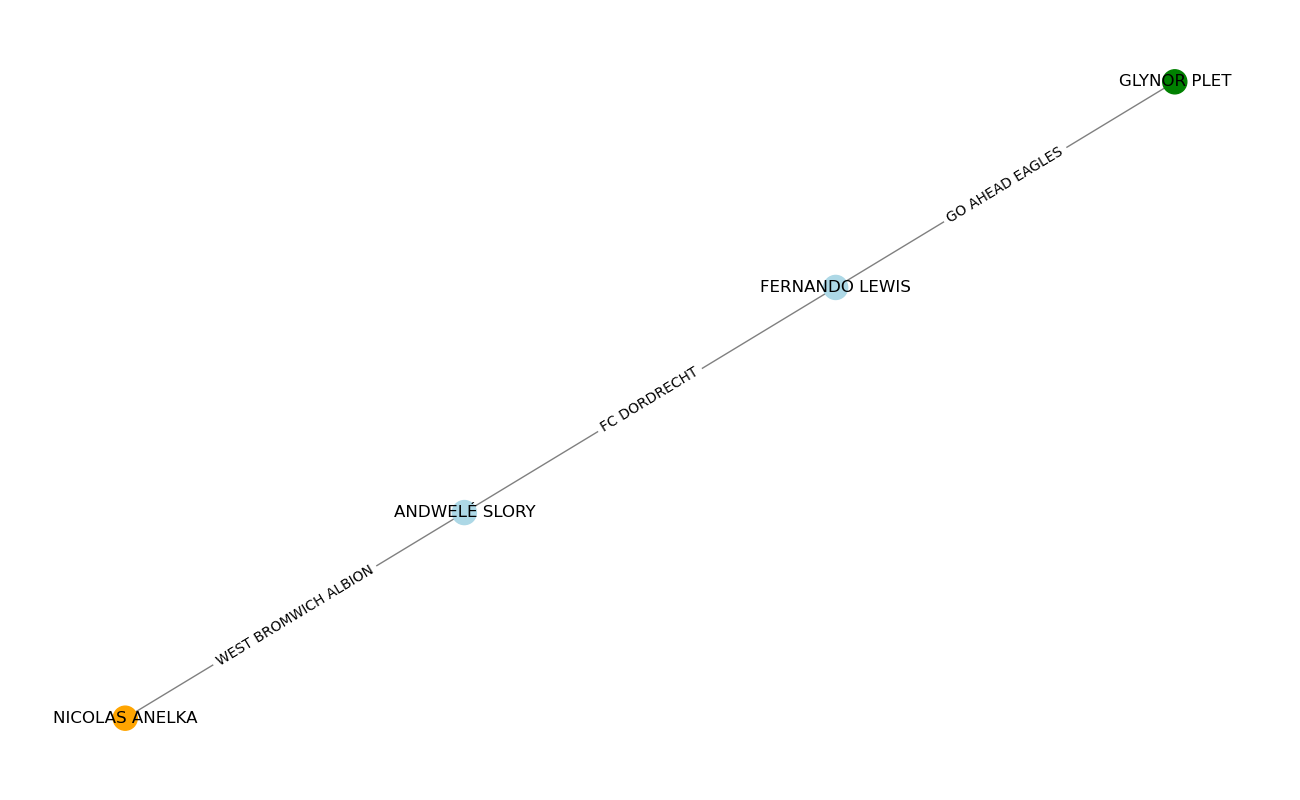 GLYNOR PLET
GO AHEAD EAGLES
FERNANDO LEWIS
FC DORDRECHT
ANDWELÉ SLORY
WEST BROMWICH ALBION
NICOLAS ANELKA